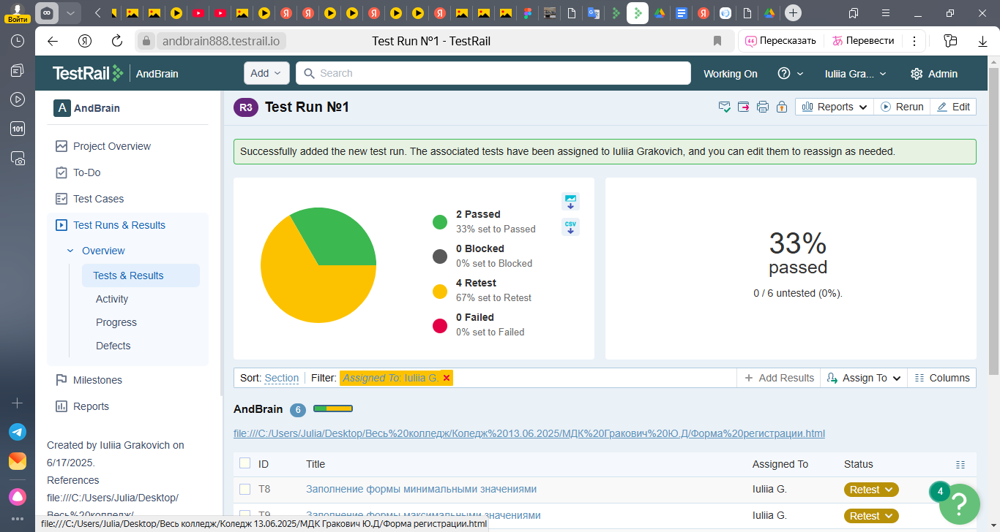 Войти
andbrain888.testrail.io
Test Run №1 - TestRail
Пересказать
Перевести
101
TestRail
AndBrain
Add
Search
Working On
Iuliia Gra...
Admin
A AndBrain
R3 Test Run №1
Reports
Rerun
Edit
Project Overview
To-Do
Test Cases
Test Runs & Results
Overview
Tests & Results
Activity
Progress
Defects
Milestones
Reports
Created by Iuliia Grakovich on
6/17/2025.
References
file:///C:/Users/Julia/Desktop/
Весь%20колледж/
Successfully added the new test run. The associated tests have been assigned to Iuliia Grakovich, and you can edit them to reassign as needed.
2 Passed
33% set to Passed
0 Blocked
0% set to Blocked
4 Retest
67% set to Retest
0 Failed
0% set to Failed
CSV
33%
passed
0 / 6 untested (0%).
Sort: Section Filter: Assigned To: Iuliia G.
Add Results
Assign To
Columns
AndBrain 6
file:///C:/Users/Julia/Desktop/Весь%20колледж/Коледж%2013.06.2025/МДК%20Гракович%20Ю.Д/Форма%20регистрации.html
ID Title Assigned To Status
T8 Заполнение формы минимальными значениями Iuliia G. Retest
T9 Заполнение формы максимальными значениями Iuliia G. Retest
4
?
file:///C:/Users/Julia/Desktop/Весь колледж/Коледж 13.06.2025/МДК Гракович Ю.Д/Форма регистрации.html